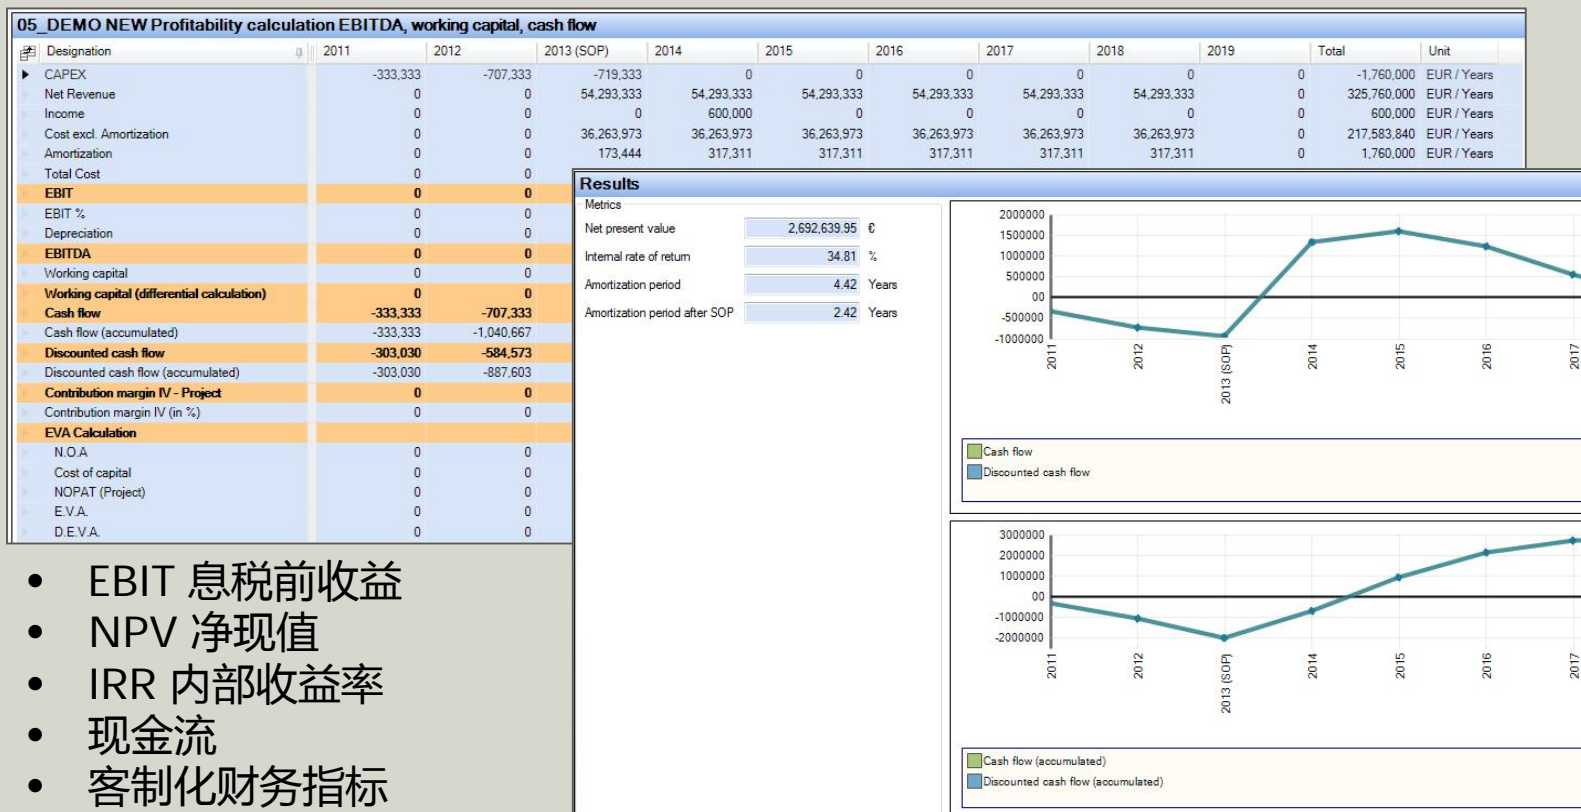 05_DEMO NEW Profitability calculation EBITDA, working capital, cash flow
Designation 2011 2012 2013 (SOP) 2014 2015 2016 2017 2018 2019 Total Unit
CAPEX -333,333 -707,333 -719,333 0 0 0 0 0 0 -1,760,000 EUR / Years
Net Revenue 0 0 54,293,333 54,293,333 54,293,333 54,293,333 54,293,333 54,293,333 0 325,760,000 EUR / Years
Income 0 0 0 600,000 0 0 0 0 0 600,000 EUR / Years
Cost excl. Amortization 0 0 36,263,973 36,263,973 36,263,973 36,263,973 36,263,973 36,263,973 0 217,583,840 EUR / Years
Amortization 0 0 173,444 317,311 317,311 317,311 317,311 317,311 0 1,760,000 EUR / Years
Total Cost 0 0
EBIT 0 0
EBIT % 0 0
Depreciation 0 0
EBITDA 0 0
Working capital 0 0
Working capital (differential calculation) 0 0
Cash flow -333,333 -707,333
Cash flow (accumulated) -333,333 -1,040,667
Discounted cash flow -303,030 -584,573
Discounted cash flow (accumulated) -303,030 -887,603
Contribution margin IV - Project 0 0
Contribution margin IV (in %) 0 0
EVA Calculation
N.O.A 0 0
Cost of capital 0 0
NOPAT (Project) 0 0
E.V.A. 0 0
D.E.V.A. 0 0
Results
Metrics
Net present value 2,692,639.95 €
Internal rate of return 34.81 %
Amortization period 4.42 Years
Amortization period after SOP 2.42 Years
2000000
1500000
1000000
500000
00
-500000
-1000000
2011 2012 2013 (SOP) 2014 2015 2016 2017
Cash flow
Discounted cash flow
3000000
2000000
1000000
00
-1000000
-2000000
2011 2012 2013 (SOP) 2014 2015 2016 2017
Cash flow (accumulated)
Discounted cash flow (accumulated)
• EBIT 息税前收益
• NPV 净现值
• IRR 内部收益率
• 现金流
• 客制化财务指标